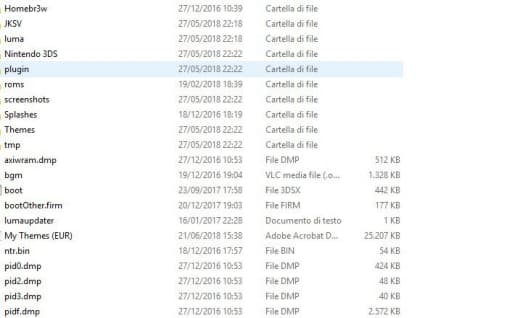 Homebr3w 27/12/2016 10:39 Cartella di file
JKSV 27/05/2018 22:18 Cartella di file
luma 27/05/2018 22:18 Cartella di file
Nintendo 3DS 27/05/2018 22:22 Cartella di file
plugin 27/05/2018 22:22 Cartella di file
roms 19/02/2018 18:39 Cartella di file
screenshots 27/05/2018 22:22 Cartella di file
Splashes 18/12/2016 18:19 Cartella di file
Themes 27/05/2018 22:22 Cartella di file
tmp 27/05/2018 22:22 Cartella di file
axiwram.dmp 27/12/2016 10:53 File DMP 512 KB
bgm 19/12/2016 19:04 VLC media file (.o... 1.328 KB
boot 23/09/2017 17:58 File 3DSX 442 KB
bootOther.firm 20/12/2017 19:03 File FIRM 177 KB
lumaupdater 16/01/2017 22:28 Documento di testo 1 KB
My Themes (EUR) 21/06/2018 15:38 Adobe Acrobat D... 25.207 KB
ntr.bin 18/12/2016 17:57 File BIN 54 KB
pid0.dmp 27/12/2016 10:53 File DMP 424 KB
pid2.dmp 27/12/2016 10:53 File DMP 48 KB
pid3.dmp 27/12/2016 10:53 File DMP 40 KB
pidf.dmp 27/12/2016 10:53 File DMP 2.572 KB